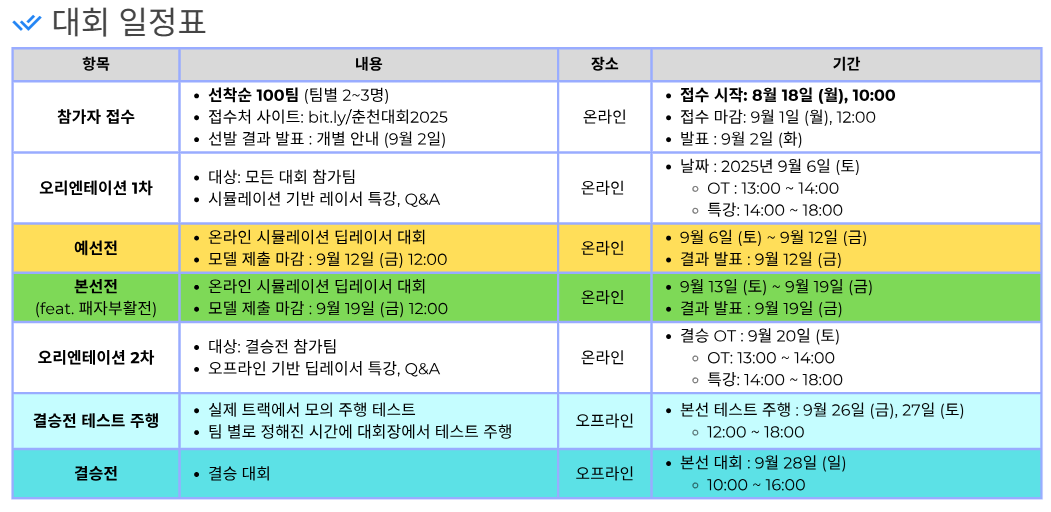 대회 일정표
항목 내용 장소 기간
참가자 접수
선착순 100팀 (팀별 2~3명)
접수처 사이트: bit.ly/춘천대회2025
선발 결과 발표 : 개별 안내 (9월 2일)
온라인
접수 시작: 8월 18일 (월), 10:00
접수 마감: 9월 1일 (월), 12:00
발표 : 9월 2일 (화)
오리엔테이션 1차
대상: 모든 대회 참가팀
시뮬레이션 기반 레이서 특강, Q&A
온라인
날짜 : 2025년 9월 6일 (토)
OT : 13:00 ~ 14:00
특강: 14:00 ~ 18:00
예선전
온라인 시뮬레이션 딥레이서 대회
모델 제출 마감 : 9월 12일 (금) 12:00
온라인
9월 6일 (토) ~ 9월 12일 (금)
결과 발표 : 9월 12일 (금)
본선전
(feat. 패자부활전)
온라인 시뮬레이션 딥레이서 대회
모델 제출 마감 : 9월 19일 (금) 12:00
온라인
9월 13일 (토) ~ 9월 19일 (금)
결과 발표 : 9월 19일 (금)
오리엔테이션 2차
대상: 결승전 참가팀
오프라인 기반 딥레이서 특강, Q&A
온라인
결승 OT : 9월 20일 (토)
OT: 13:00 ~ 14:00
특강: 14:00 ~ 18:00
결승전 테스트 주행
실제 트랙에서 모의 주행 테스트
팀 별로 정해진 시간에 대회장에서 테스트 주행
오프라인
본선 테스트 주행 : 9월 26일 (금), 27일 (토)
12:00 ~ 18:00
결승전
결승 대회
오프라인
본선 대회 : 9월 28일 (일)
10:00 ~ 16:00